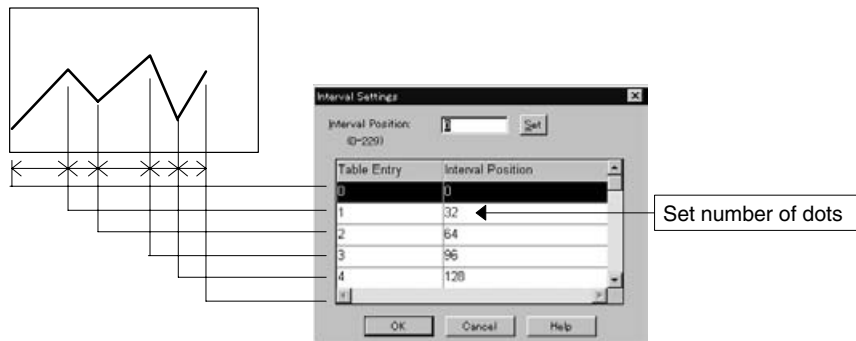 Interval Settings
Interval Position:
(0-229)
0
Set
Table Entry Interval Position
0 0
1 32
2 64
3 96
4 128
Set number of dots
OK Cancel Help